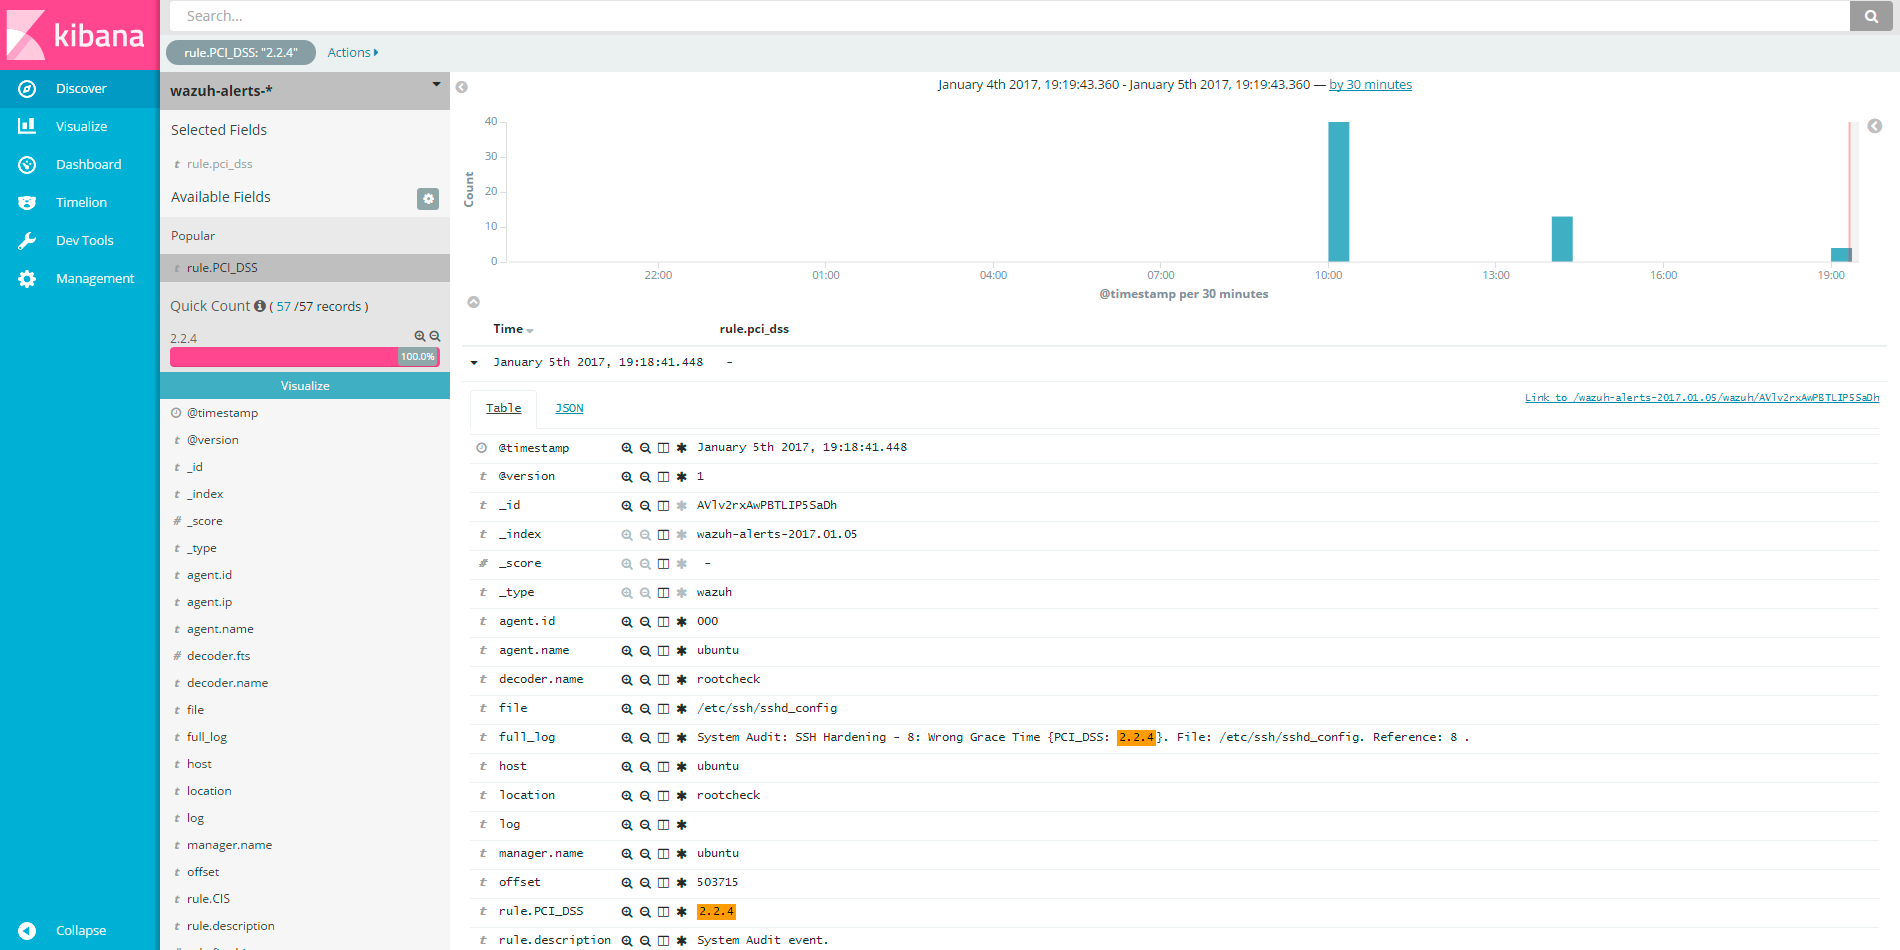 kibana
Discover
Visualize
Dashboard
Timelion
Dev Tools
Management
Collapse
Search...
rule.PCI_DSS: "2.2.4"
Actions
wazuh-alerts-*
Selected Fields
t rule.pci_dss
Available Fields
Popular
t rule.PCI_DSS
Quick Count ( 57 /57 records )
2.2.4
100.0%
Visualize
@timestamp
t @version
t _id
t _index
# _score
t _type
t agent.id
t agent.ip
t agent.name
# decoder.fts
t decoder.name
t file
t full_log
t host
t location
t log
t manager.name
t offset
t rule.CIS
t rule.description
January 4th 2017, 19:19:43.360 - January 5th 2017, 19:19:43.360 — by 30 minutes
Count
40
30
20
10
0
22:00 01:00 04:00 07:00 10:00 13:00 16:00 19:00
@timestamp per 30 minutes
Time rule.pci_dss
January 5th 2017, 19:18:41.448 -
Table JSON
Link to /wazuh-alerts-2017.01.05/wazuh/AVlv2rxAwPBTLIP5SaDh
@timestamp January 5th 2017, 19:18:41.448
t @version 1
t _id AVlv2rxAwPBTLIP5SaDh
t _index wazuh-alerts-2017.01.05
# _score -
t _type wazuh
t agent.id 000
t agent.name ubuntu
t decoder.name rootcheck
t file /etc/ssh/sshd_config
t full_log System Audit: SSH Hardening - 8: Wrong Grace Time {PCI_DSS: 2.2.4}. File: /etc/ssh/sshd_config. Reference: 8 .
t host ubuntu
t location rootcheck
t log
t manager.name ubuntu
t offset 503715
t rule.PCI_DSS 2.2.4
t rule.description System Audit event.